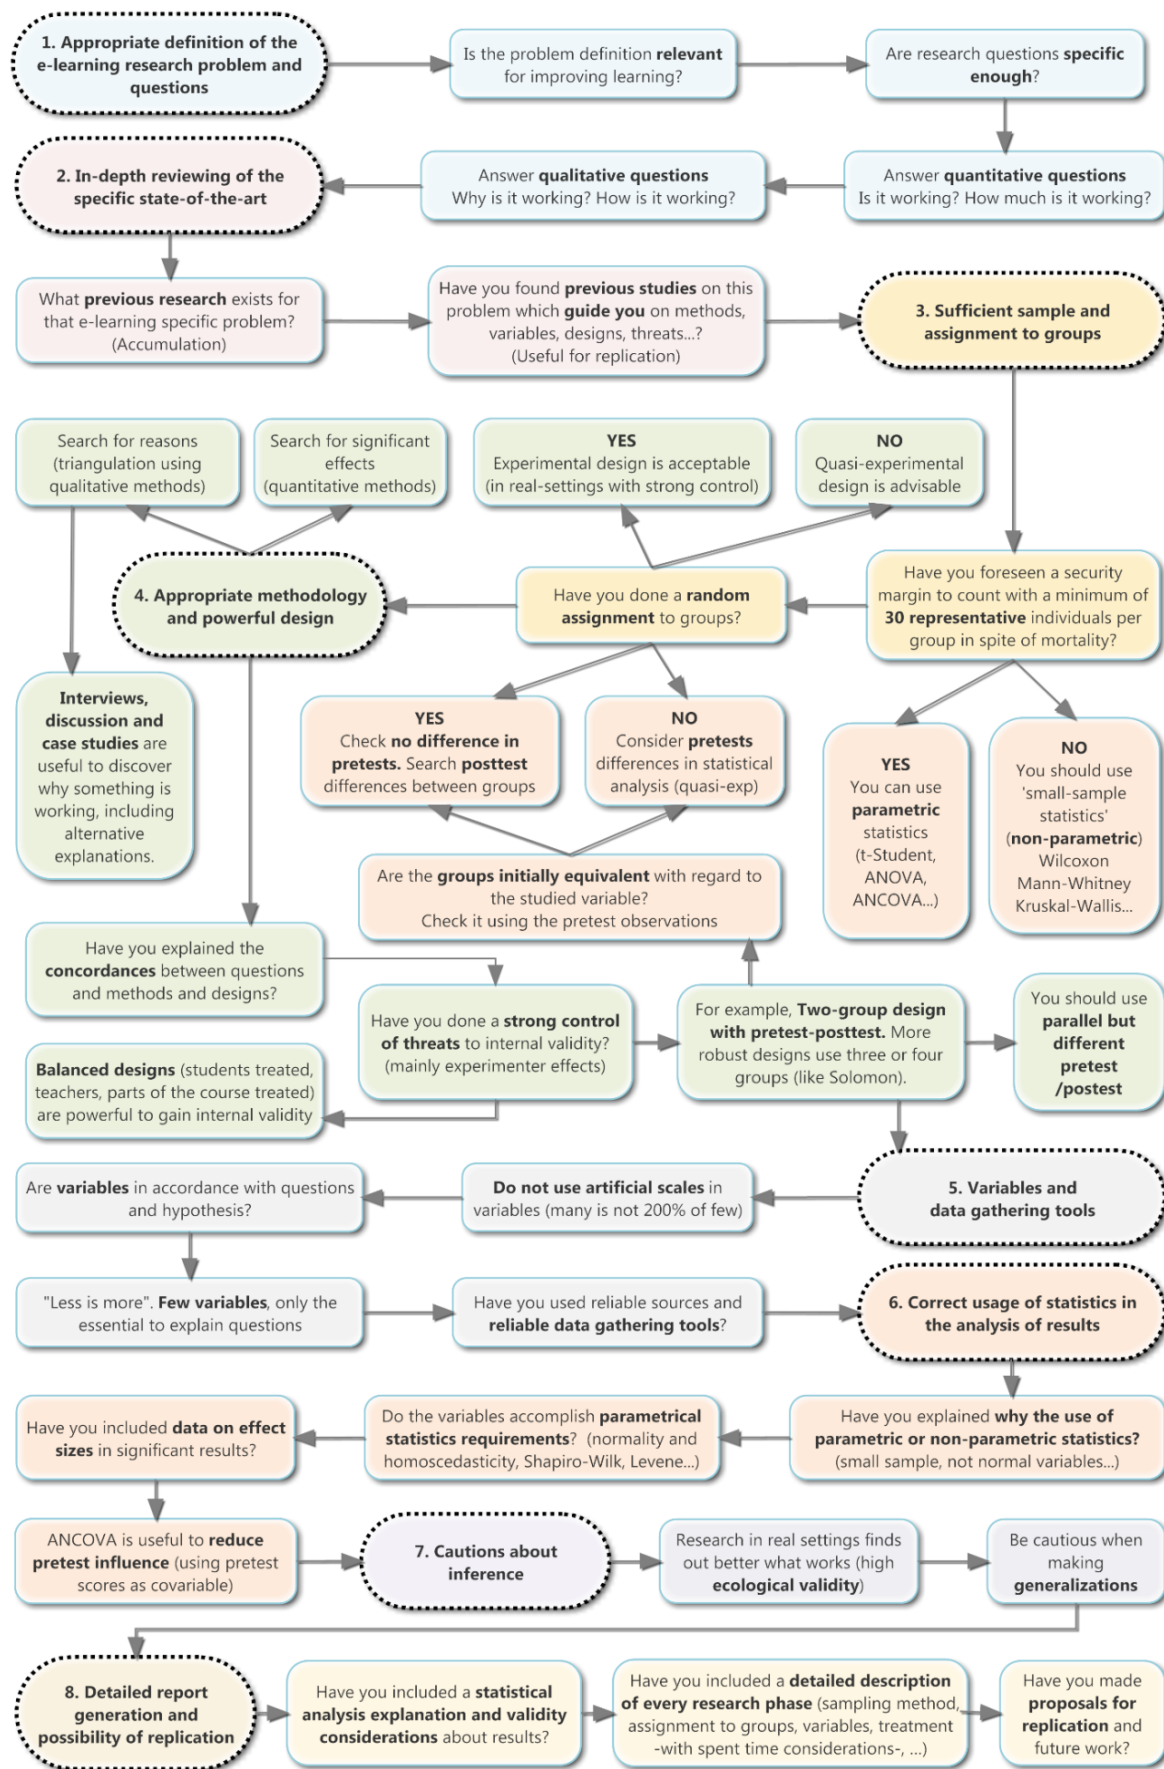 1. Appropriate definition of the
e-learning research problem and
questions
Is the problem definition relevant
for improving learning?
Are research questions specific
enough?
2. In-depth reviewing of the
specific state-of-the-art
Answer qualitative questions
Why is it working? How is it working?
Answer quantitative questions
Is it working? How much is it working?
What previous research exists for
that e-learning specific problem?
(Accumulation)
Have you found previous studies on this
problem which guide you on methods,
variables, designs, threats...?
(Useful for replication)
3. Sufficient sample and
assignment to groups
Search for reasons
(triangulation using
qualitative methods)
Search for significant
effects
(quantitative methods)
YES
Experimental design is acceptable
(in real-settings with strong control)
NO
Quasi-experimental
design is advisable
4. Appropriate methodology
and powerful design
Have you done a random
assignment to groups?
Have you foreseen a security
margin to count with a minimum of
30 representative individuals per
group in spite of mortality?
Interviews,
discussion and
case studies are
useful to discover
why something is
working, including
alternative
explanations.
YES
Check no difference in
pretests. Search posttest
differences between groups
NO
Consider pretests
differences in statistical
analysis (quasi-exp)
YES
You can use
parametric
statistics
(t-Student,
ANOVA,
ANCOVA...)
NO
You should use
'small-sample
statistics'
(non-parametric)
Wilcoxon
Mann-Whitney
Kruskal-Wallis...
Are the groups initially equivalent with regard to
the studied variable?
Check it using the pretest observations
Have you explained the
concordances between questions
and methods and designs?
Have you done a strong control
of threats to internal validity?
(mainly experimenter effects)
For example, Two-group design
with pretest-posttest. More
robust designs use three or four
groups (like Solomon).
You should use
parallel but
different
pretest
/postest
Balanced designs (students treated,
teachers, parts of the course treated)
are powerful to gain internal validity
Are variables in accordance with questions
and hypothesis?
Do not use artificial scales in
variables (many is not 200% of few)
5. Variables and
data gathering tools
"Less is more". Few variables, only the
essential to explain questions
Have you used reliable sources and
reliable data gathering tools?
6. Correct usage of statistics in
the analysis of results
Have you included data on effect
sizes in significant results?
Do the variables accomplish parametrical
statistics requirements? (normality and
homoscedasticity, Shapiro-Wilk, Levene...)
Have you explained why the use of
parametric or non-parametric statistics?
(small sample, not normal variables...)
ANCOVA is useful to reduce
pretest influence (using pretest
scores as covariable)
7. Cautions about
inference
Research in real settings finds
out better what works (high
ecological validity)
Be cautious when
making
generalizations
8. Detailed report
generation and
possibility of replication
Have you included a statistical
analysis explanation and validity
considerations about results?
Have you included a detailed description
of every research phase (sampling method,
assignment to groups, variables, treatment
-with spent time considerations-, ...)
Have you made
proposals for
replication and
future work?